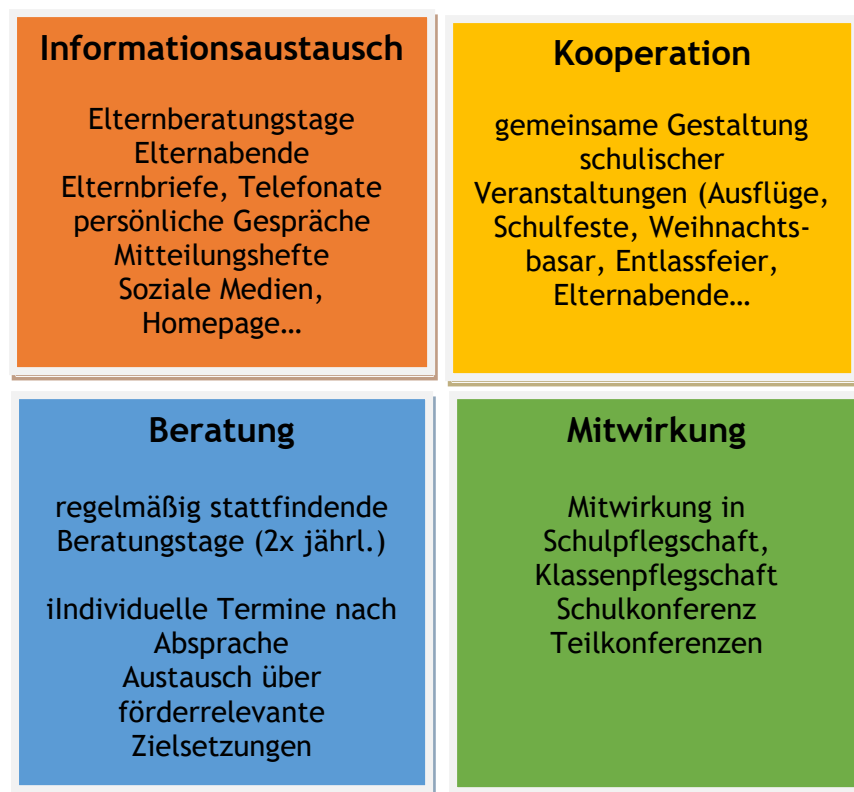 Informationsaustausch
Elternberatungstage
Elternabende
Elternbriefe, Telefonate
persönliche Gespräche
Mitteilungshefte
Soziale Medien,
Homepage…
Kooperation
gemeinsame Gestaltung
schulischer
Veranstaltungen (Ausflüge,
Schulfeste, Weihnachts-
basar, Entlassfeier,
Elternabende…
Beratung
regelmäßig stattfindende
Beratungstage (2x jährl.)
iIndividuelle Termine nach
Absprache
Austausch über
förderrelevante
Zielsetzungen
Mitwirkung
Mitwirkung in
Schulpflegschaft,
Klassenpflegschaft
Schulkonferenz
Teilkonferenzen